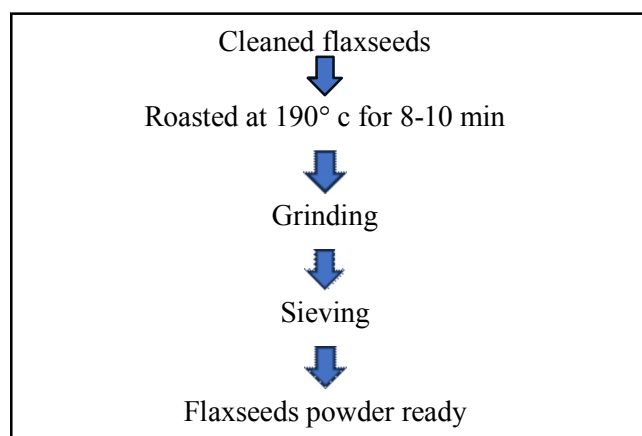 Cleaned flaxseeds
Roasted at 190° c for 8-10 min
Grinding
Sieving
Flaxseeds powder ready